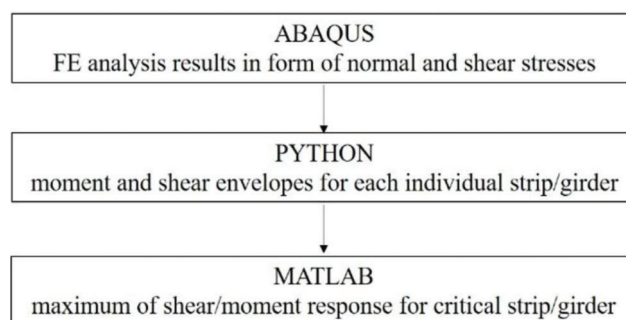 ABAQUS
FE analysis results in form of normal and shear stresses
PYTHON
moment and shear envelopes for each individual strip/girder
MATLAB
maximum of shear/moment response for critical strip/girder